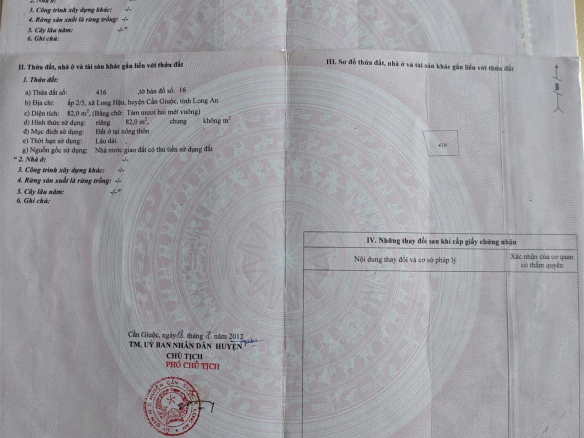 3. Công trình xây dựng khác: -/-
4. Rừng sản xuất là rừng trồng: -/-
5. Cây lâu năm: -/-
6. Ghi chú:
II. Thửa đất, nhà ở và tài sản khác gắn liền với thửa đất
1. Thửa đất:
a) Thửa đất số: 416 ,tờ bản đồ số: 16
b) Địa chỉ: ấp 2/5, xã Long Hậu, huyện Cần Giuộc, tỉnh Long An
c) Diện tích: 82,0 m², (Bằng chữ: Tám mươi hai mét vuông)
d) Hình thức sử dụng: riêng 82,0 m², chung không m²
đ) Mục đích sử dụng: Đất ở tại nông thôn
e) Thời hạn sử dụng: Lâu dài.
g) Nguồn gốc sử dụng: Nhà nước giao đất có thu tiền sử dụng đất
" 2. Nhà ở: -/-
3. Công trình xây dựng khác: -/-
4. Rừng sản xuất là rừng trồng: -/-
5. Cây lâu năm: -/-"
6. Ghi chú:
Cần Giuộc, ngày tháng năm 2012
TM. UỶ BAN NHÂN DÂN HUYỆN
CHỦ TỊCH
PHÓ CHỦ TỊCH
III. Sơ đồ thửa đất, nhà ở và tài sản khác gắn liền với thửa đất
B
416
IV. Những thay đổi sau khi cấp giấy chứng nhận
Nội dung thay đổi và cơ sở pháp lý
Xác nhận của cơ quan
có thẩm quyền